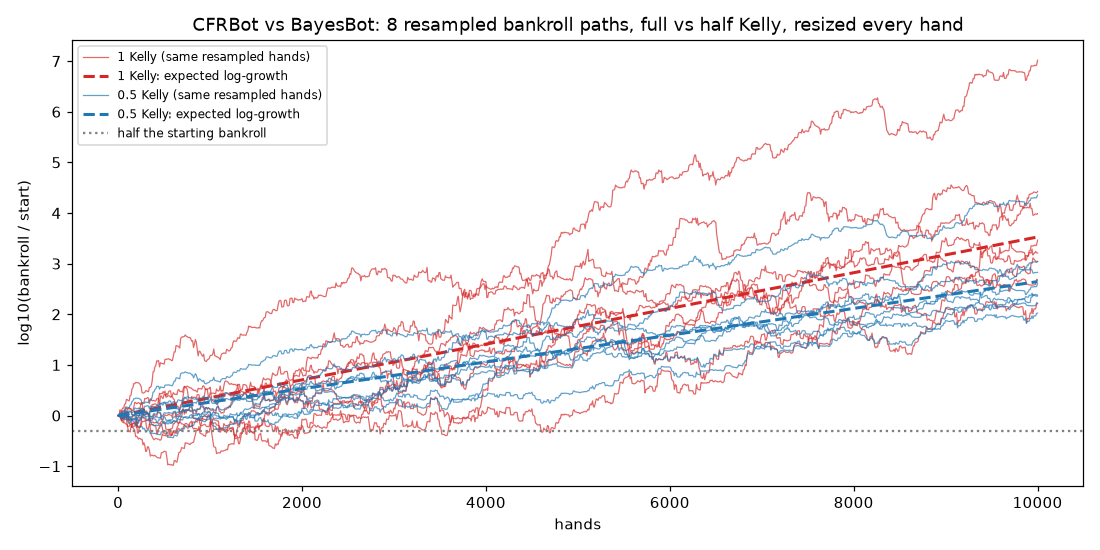 CFRBot vs BayesBot: 8 resampled bankroll paths, full vs half Kelly, resized every hand
1 Kelly (same resampled hands)
1 Kelly: expected log-growth
0.5 Kelly (same resampled hands)
0.5 Kelly: expected log-growth
half the starting bankroll
log10(bankroll / start)
7
6
5
4
3
2
1
0
−1
0 2000 4000 6000 8000 10000
hands